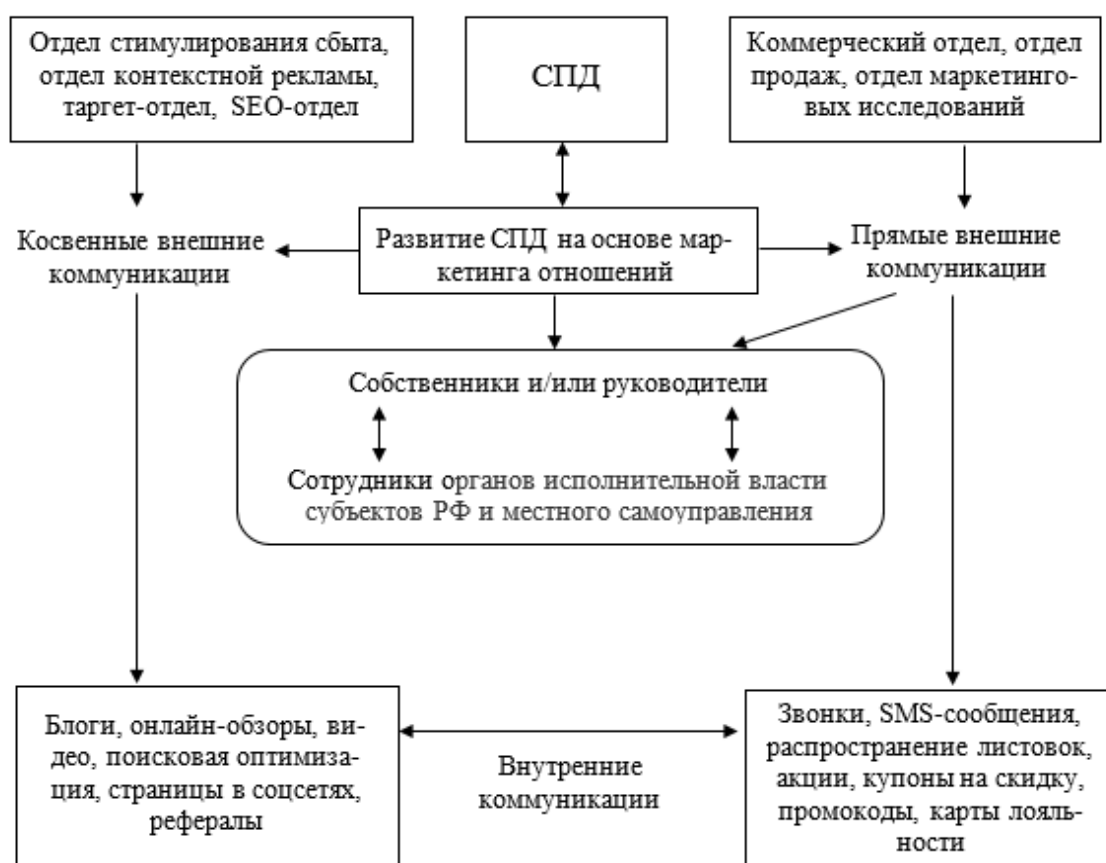 Отдел стимулирования сбыта,
отдел контекстной рекламы,
таргет-отдел, SEO-отдел
СПД
Коммерческий отдел, отдел
продаж, отдел маркетинго-
вых исследований
Косвенные внешние
коммуникации
Развитие СПД на основе мар-
кетинга отношений
Прямые внешние
коммуникации
Собственники и/или руководители
Сотрудники органов исполнительной власти
субъектов РФ и местного самоуправления
Блоги, онлайн-обзоры, ви-
део, поисковая оптимиза-
ция, страницы в соцсетях,
рефералы
Внутренние
коммуникации
Звонки, SMS-сообщения,
распространение листовок,
акции, купоны на скидку,
промокоды, карты лояль-
ности